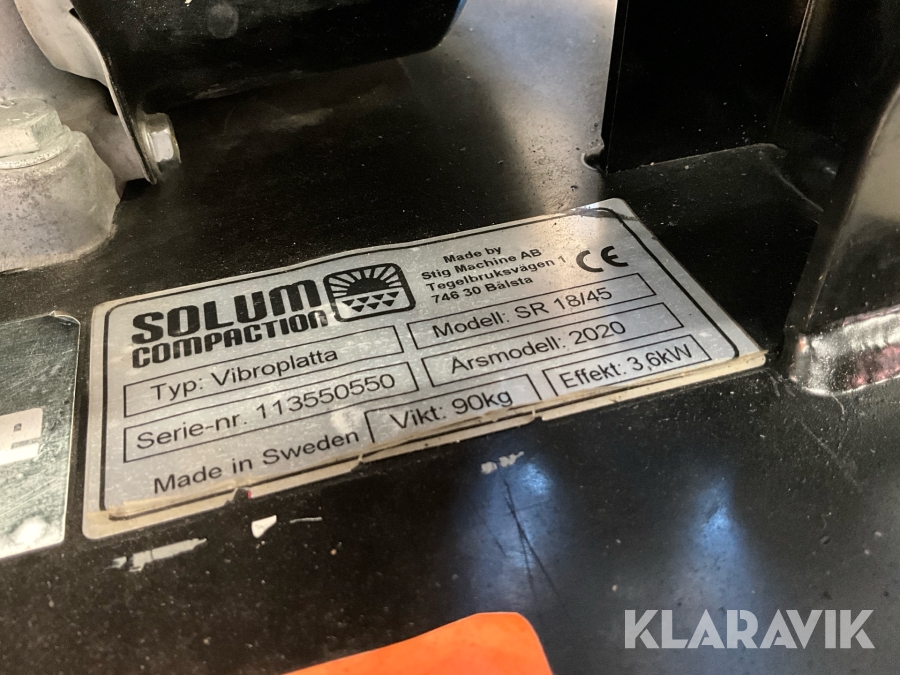 SOLUM
COMPACTION
Made by
Stig Machine AB
Tegelbruksvägen 1
746 30 Bålsta
CE
Typ: Vibroplatta
Modell: SR 18/45
Serie-nr. 113550550
Årsmodell: 2020
Made in Sweden
Vikt: 90kg
Effekt: 3,6kW
e
KLARAVIK